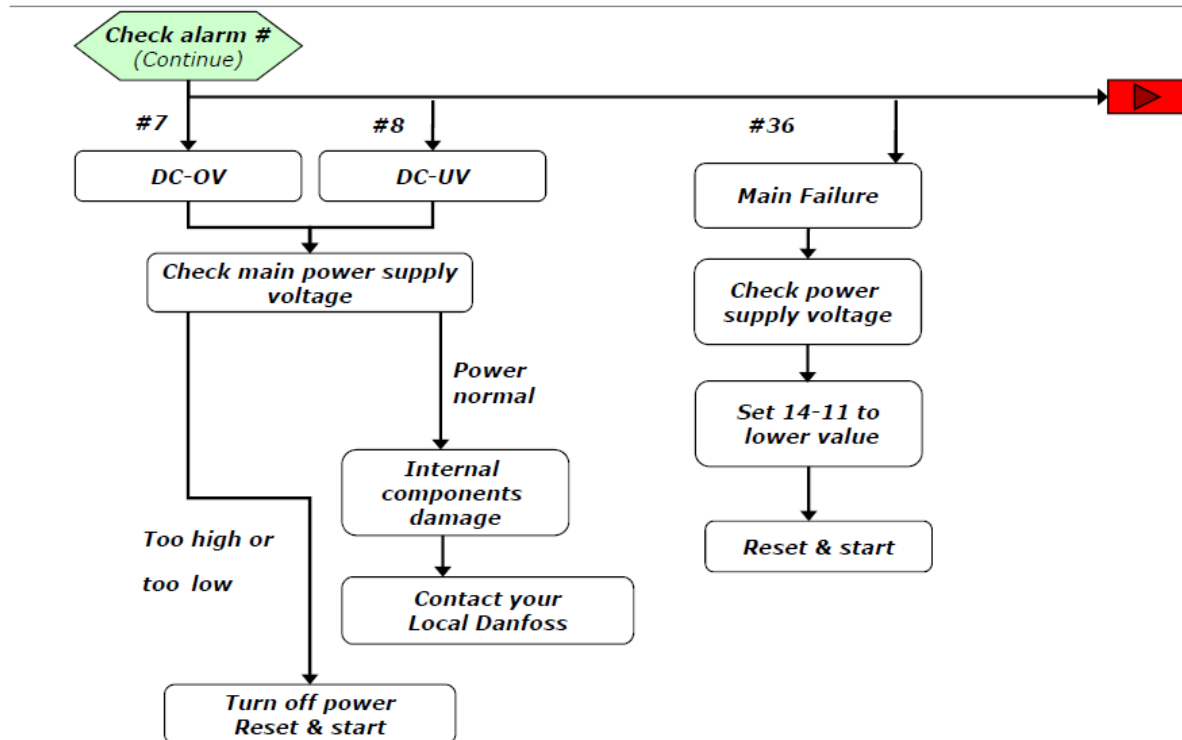 Check alarm #
(Continue)
#7
#8
#36
DC-OV
DC-UV
Main Failure
Check main power supply
voltage
Check power
supply voltage
Power
normal
Set 14-11 to
lower value
Internal
components
damage
Too high or
too low
Reset & start
Contact your
Local Danfoss
Turn off power
Reset & start